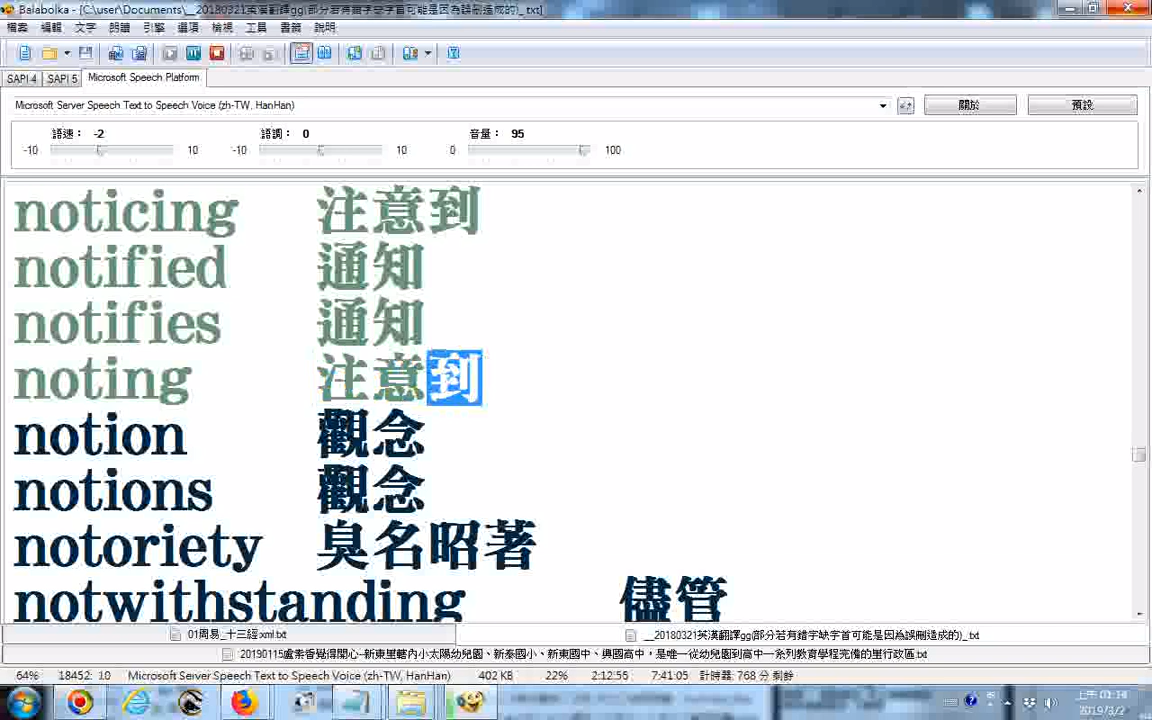 Balabolka - [C:\user\Documents\__20180321英漢翻譯gg(部分若有錯字缺字首可能是因為誤刪造成的)_.txt]
檔案 編輯 文字 朗讀 引擎 選項 檢視 工具 書籤 說明
SAPI 4 SAPI 5 Microsoft Speech Platform
Microsoft Server Speech Text to Speech Voice (zh-TW, HanHan) 關於 預設
語速： -2 語調： 0 音量： 95
-10 10 -10 10 0 100
noticing 注意到
notified 通知
notifies 通知
noting 注意到
notion 觀念
notions 觀念
notoriety 臭名昭著
notwithstanding 儘管
01周易_十三經.xml.txt __20180321英漢翻譯gg(部分若有錯字缺字首可能是因為誤刪造成的)_.txt
20190115盧素香覺得開心-新東里轄內小太陽幼兒園、新泰國小、新東國中、興國高中，是唯一從幼兒園到高中一系列教育學程完備的里行政區.txt
64% 18452: 10 Microsoft Server Speech Text to Speech Voice (zh-TW, HanHan) 402 KB 22% 2:12:55 7:41:05 計時器: 768 分 剩餘